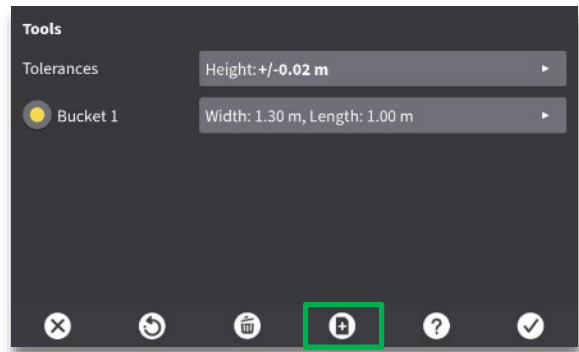 Tools
Tolerances Height: +/-0.02 m
Bucket 1 Width: 1.30 m, Length: 1.00 m
?